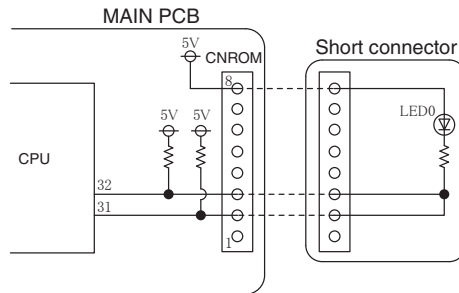 MAIN PCB
5V
CNROM
Short connector
8
LED0
5V 5V
CPU
32
31
1